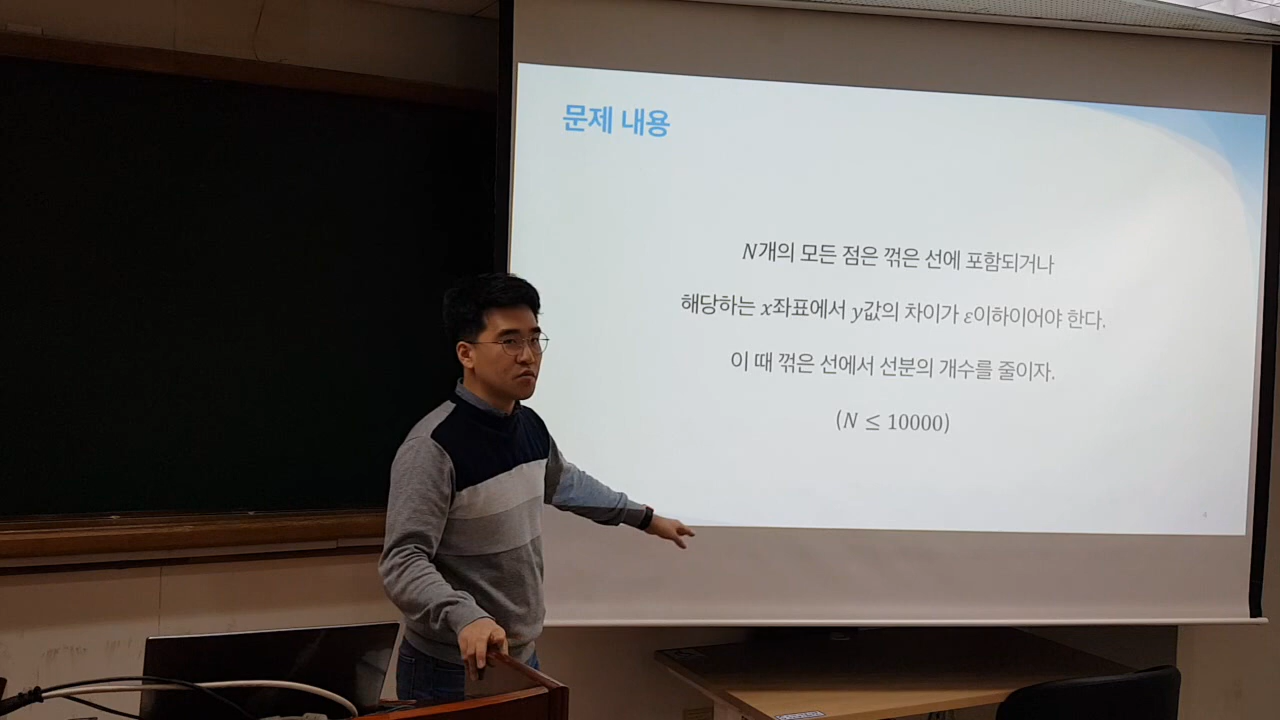 문제 내용
N개의 모든 점은 꺾은 선에 포함되거나
해당하는 x좌표에서 y값의 차이가 ε이하이어야 한다.
이 때 꺾은 선에서 선분의 개수를 줄이자.
(N ≤ 10000)
4